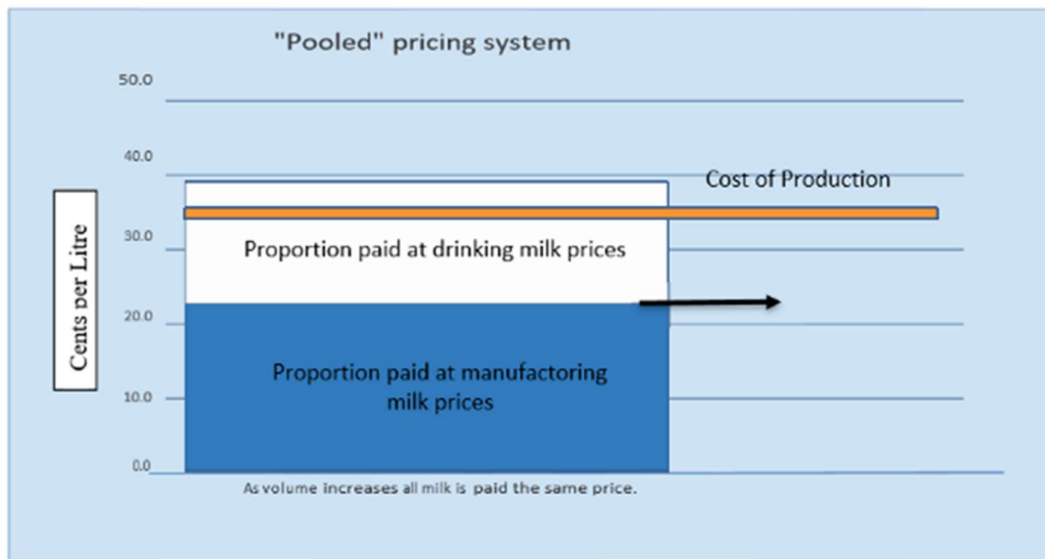 "Pooled" pricing system
50.0
40.0
Cost of Production
30.0
Proportion paid at drinking milk prices
Cents per Litre
20.0
Proportion paid at manufactoring
milk prices
10.0
0.0
As volume increases all milk is paid the same price.